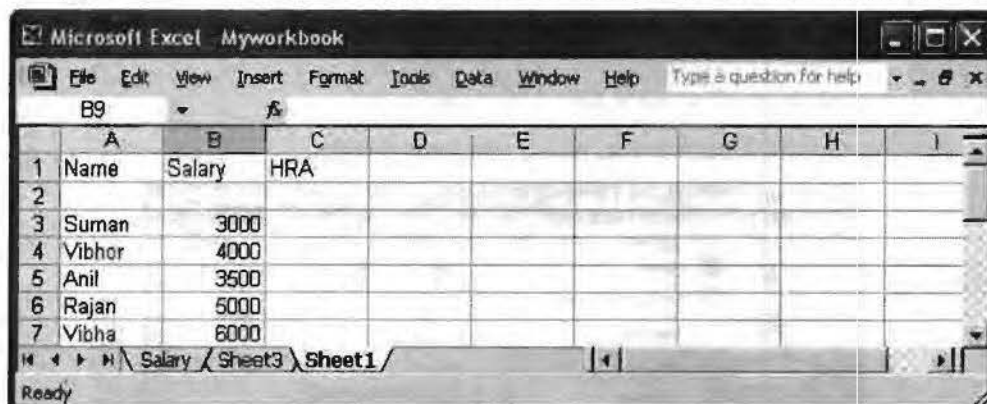 Microsoft Excel Myworkbook
File Edit View Insert Format Tools Data Window Help Type a question for help
B9 fx
A B C D E F G H I
1 Name Salary HRA
2
3 Suman 3000
4 Vibhor 4000
5 Anil 3500
6 Rajan 5000
7 Vibha 6000
Salary Sheet3 Sheet1
Ready